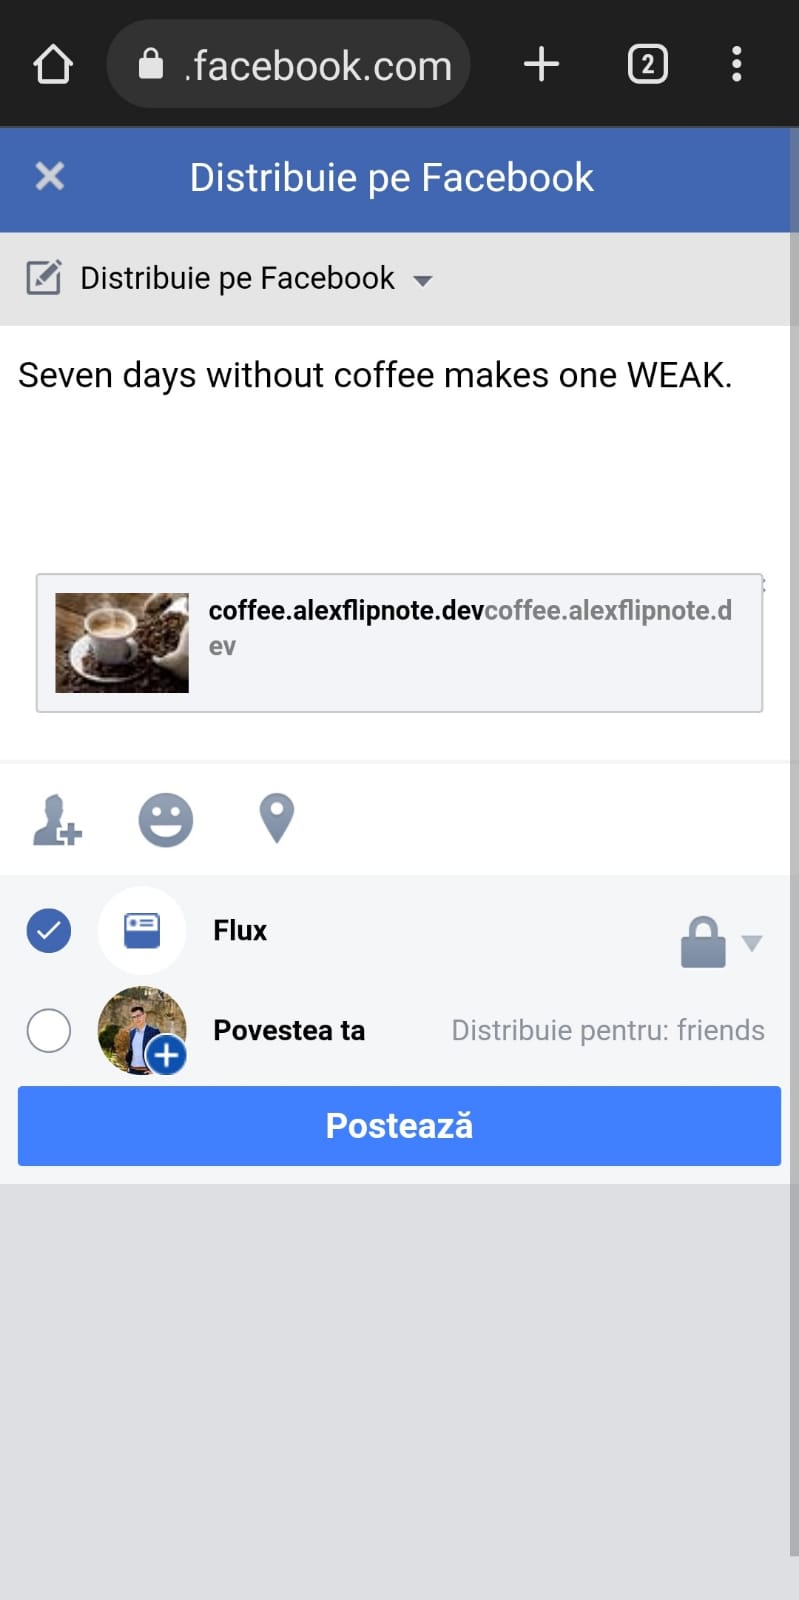 .facebook.com
2
Distribuie pe Facebook
Distribuie pe Facebook
Seven days without coffee makes one WEAK.
coffee.alexflipnote.devcoffee.alexflipnote.d
ev
Flux
Povestea ta Distribuie pentru: friends
Postează